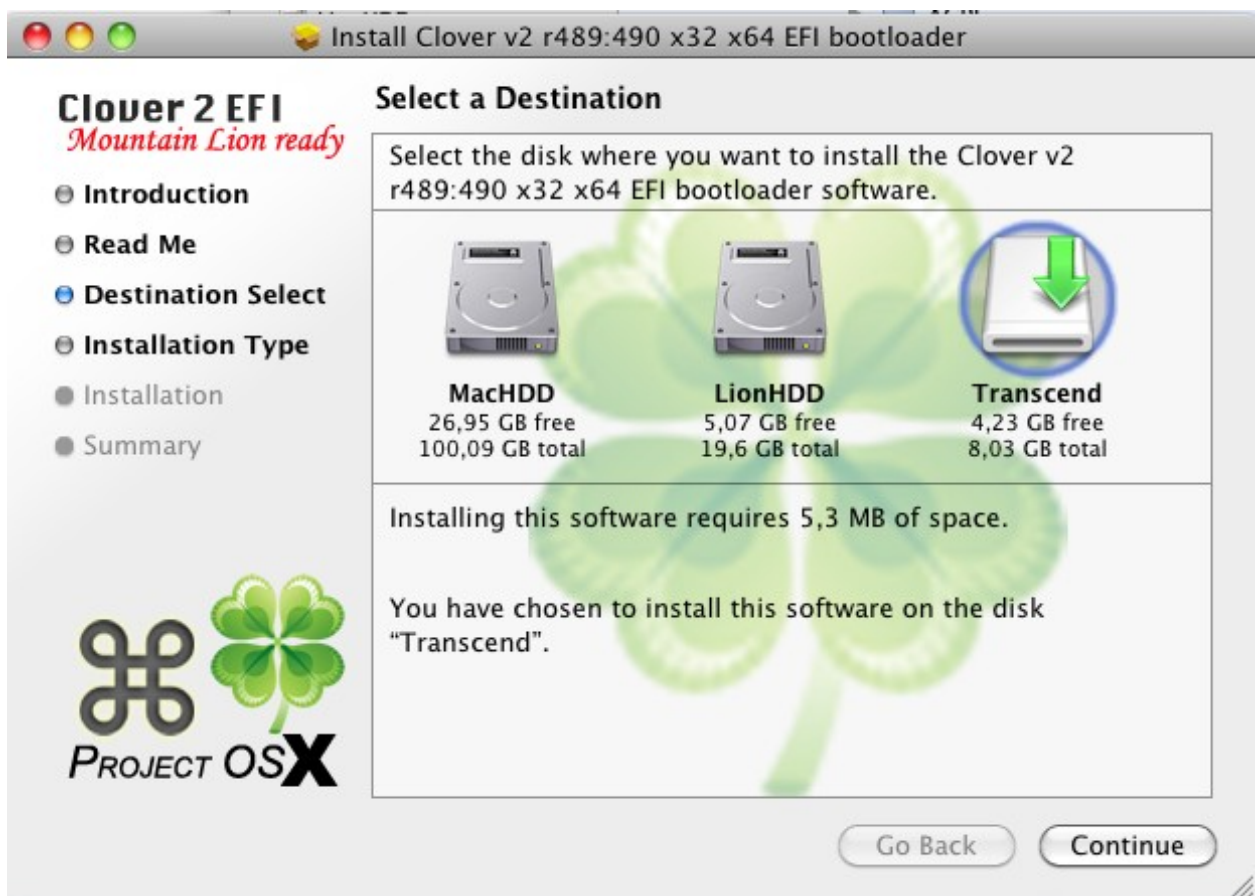 Install Clover v2 r489:490 x32 x64 EFI bootloader
Clover 2 EFI
Mountain Lion ready
Introduction
Read Me
Destination Select
Installation Type
Installation
Summary
PROJECT OSX
Select a Destination
Select the disk where you want to install the Clover v2
r489:490 x32 x64 EFI bootloader software.
MacHDD
26,95 GB free
100,09 GB total
LionHDD
5,07 GB free
19,6 GB total
Transcend
4,23 GB free
8,03 GB total
Installing this software requires 5,3 MB of space.
You have chosen to install this software on the disk
“Transcend”.
Go Back
Continue